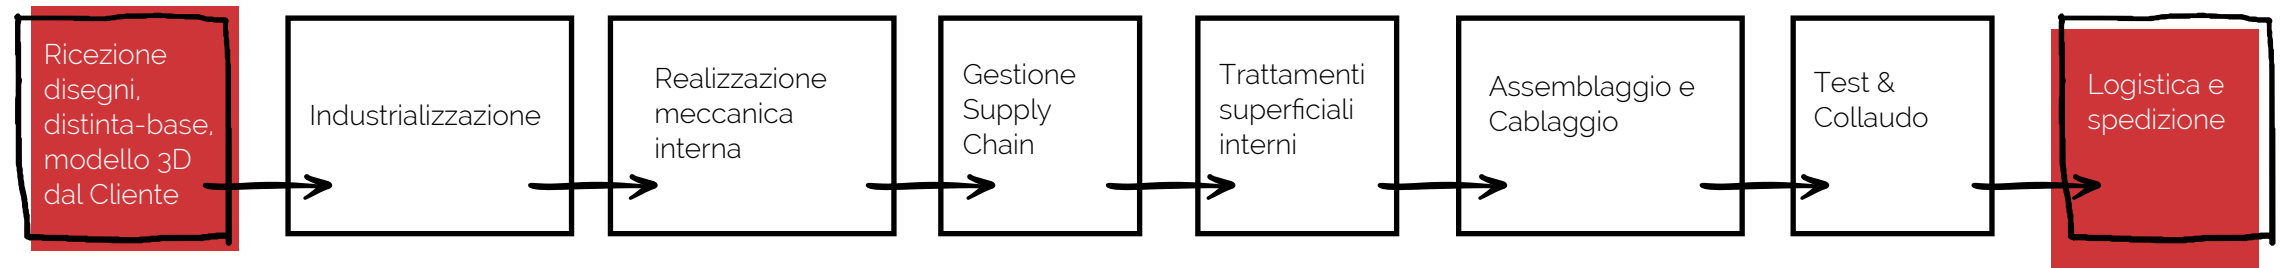 Ricezione
disegni,
distinta-base,
modello 3D
dal Cliente
Industrializzazione
Realizzazione
meccanica
interna
Gestione
Supply
Chain
Trattamenti
superficiali
interni
Assemblaggio e
Cablaggio
Test &
Collaudo
Logistica e
spedizione